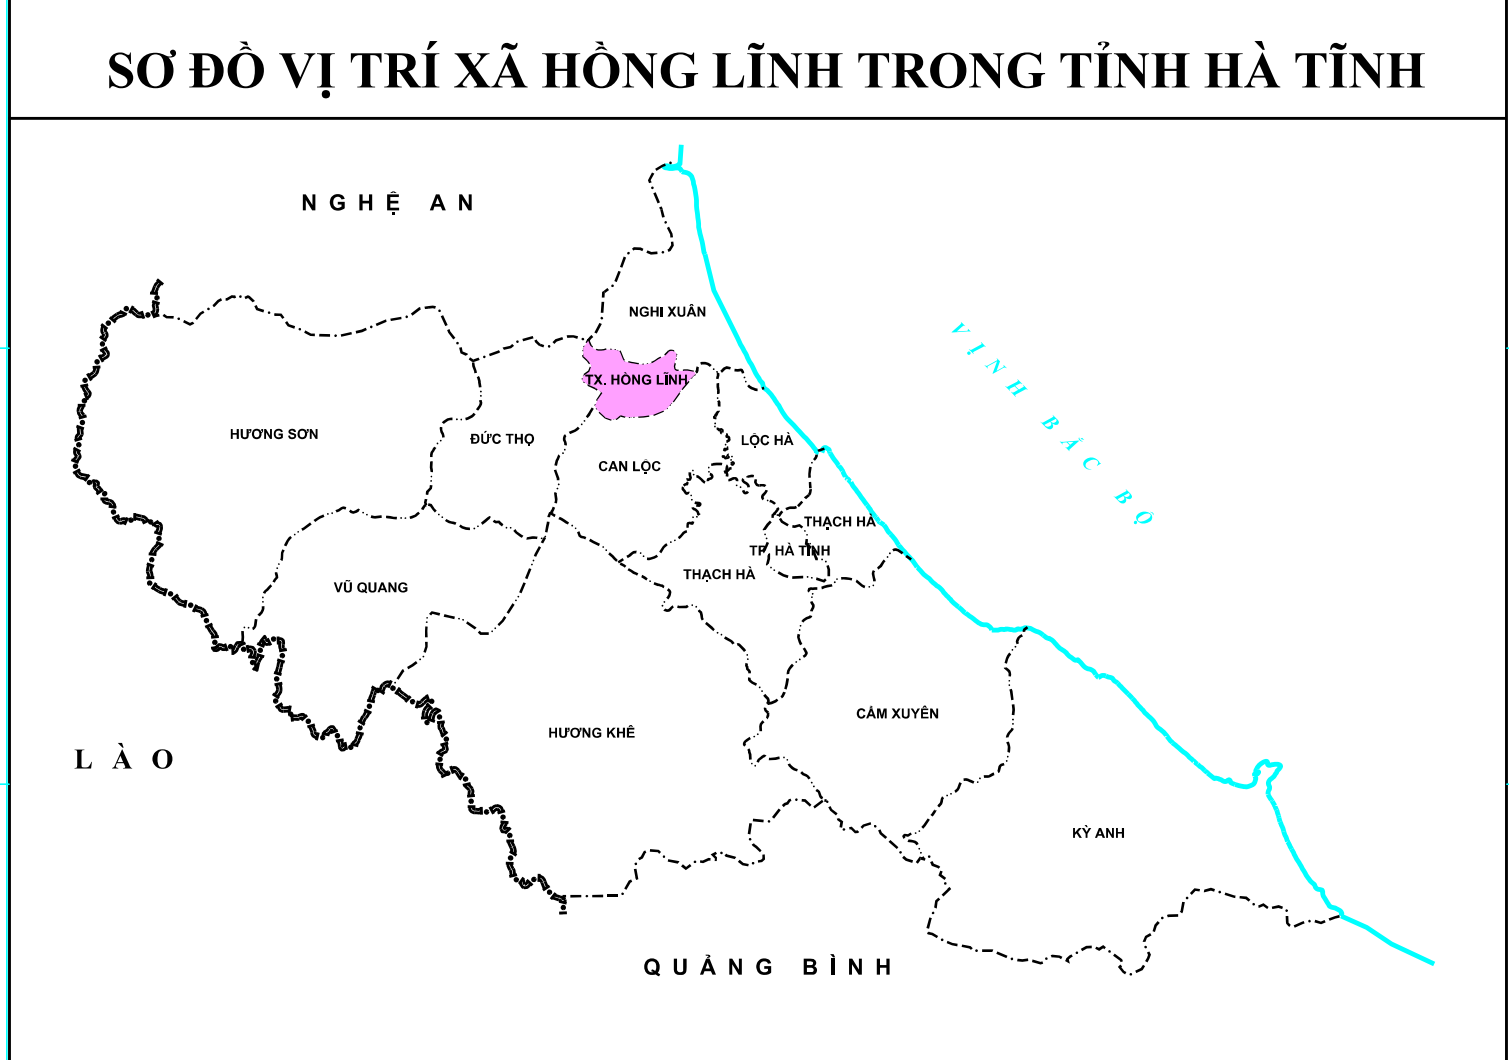 SƠ ĐỒ VỊ TRÍ XÃ HỒNG LĨNH TRONG TỈNH HÀ TĨNH
NGHỆ AN
NGHI XUÂN
VỊNH BẮC BỘ
TX. HỒNG LĨNH
HƯƠNG SƠN
ĐỨC THỌ
LỘC HÀ
CAN LỘC
THẠCH HÀ
TP. HÀ TĨNH
THẠCH HÀ
VŨ QUANG
CẨM XUYÊN
HƯƠNG KHÊ
LÀO
KỲ ANH
QUẢNG BÌNH